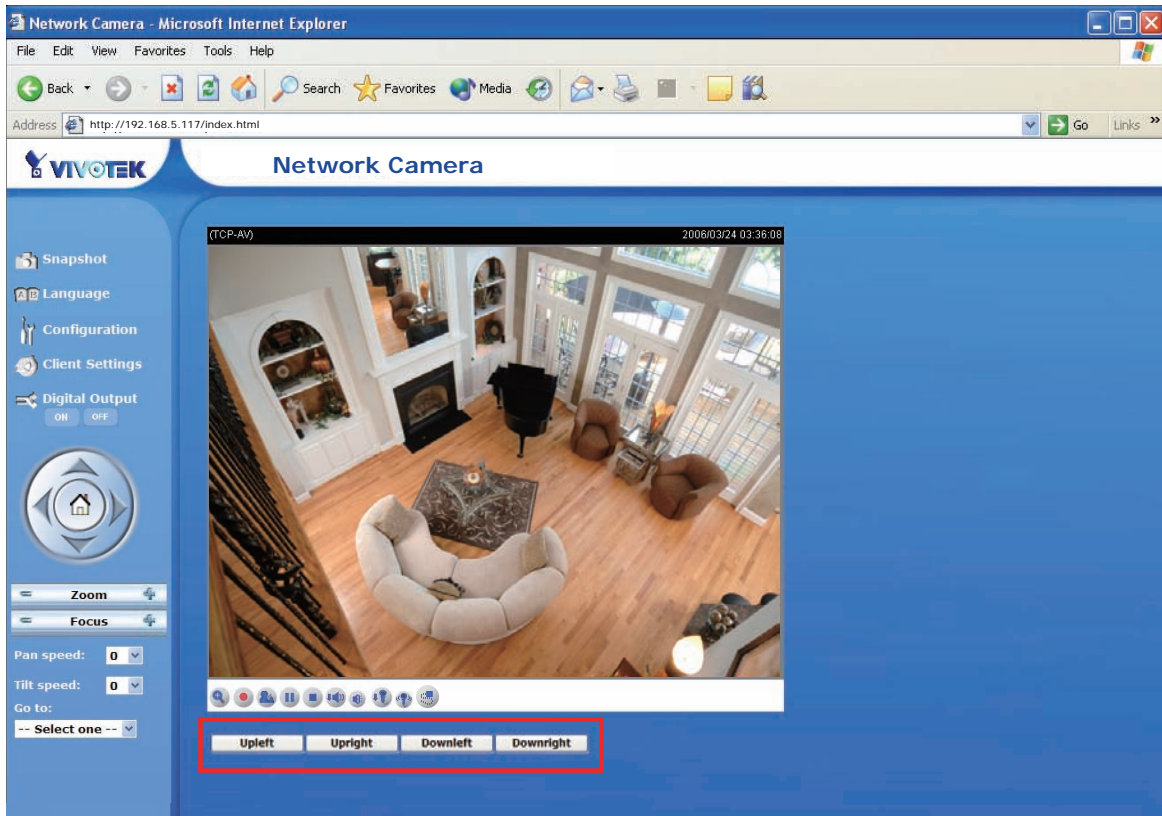 Network Camera - Microsoft Internet Explorer
File Edit View Favorites Tools Help
Back Search Favorites Media
Address http://192.168.5.117/index.html Go Links »
VIVOTEK
Network Camera
(TCP-AV) 2006/03/24 03:36:08
Snapshot
A B Language
Configuration
Client Settings
Digital Output
ON OFF
Zoom
Focus
Pan speed: 0
Tilt speed: 0
Go to:
-- Select one --
Upleft Upright Downleft Downright